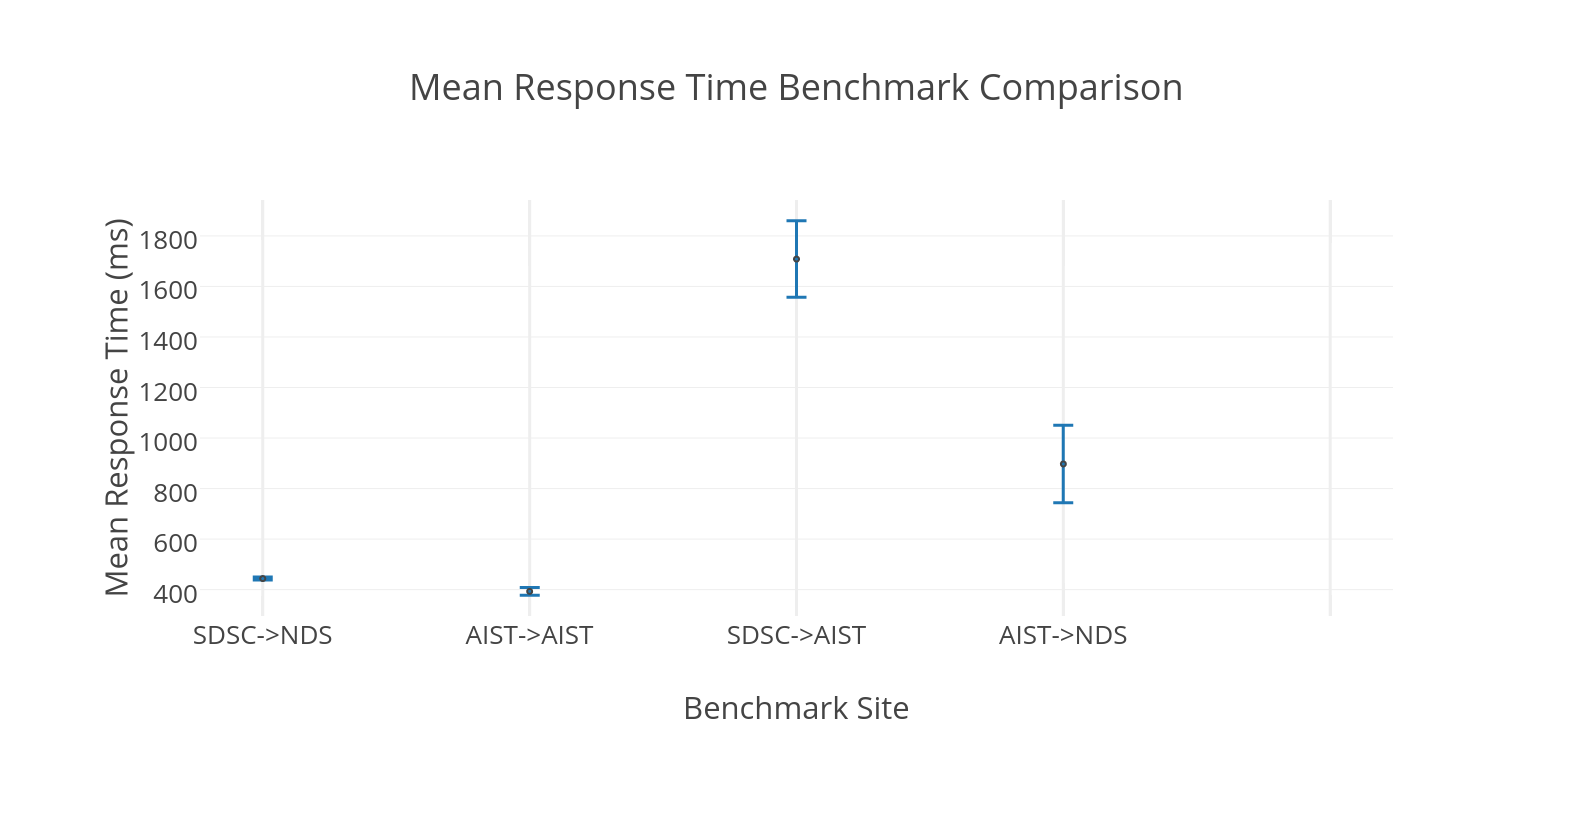 Mean Response Time Benchmark Comparison
Mean Response Time (ms)
1800
1600
1400
1200
1000
800
600
400
SDSC->NDS AIST->AIST SDSC->AIST AIST->NDS
Benchmark Site